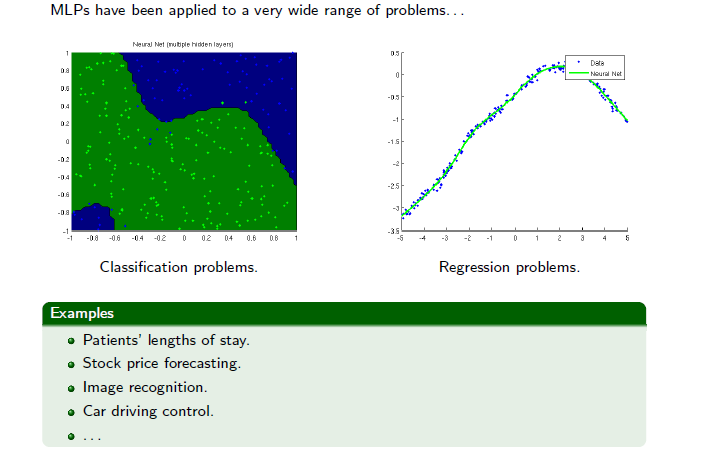 MLPs have been applied to a very wide range of problems. . .
Neural Net (multiple hidden layers)
1
0.8
0.6
0.4
0.2
0
-0.2
-0.4
-0.6
-0.8
-1
-1 -0.8 -0.6 -0.4 -0.2 0 0.2 0.4 0.6 0.8 1
Classification problems.
0.5
0
-0.5
-1
-1.5
-2
-2.5
-3
-3.5
-5 -4 -3 -2 -1 0 1 2 3 4 5
Data
Neural Net
Regression problems.
Examples
Patients' lengths of stay.
Stock price forecasting.
Image recognition.
Car driving control.
. . .